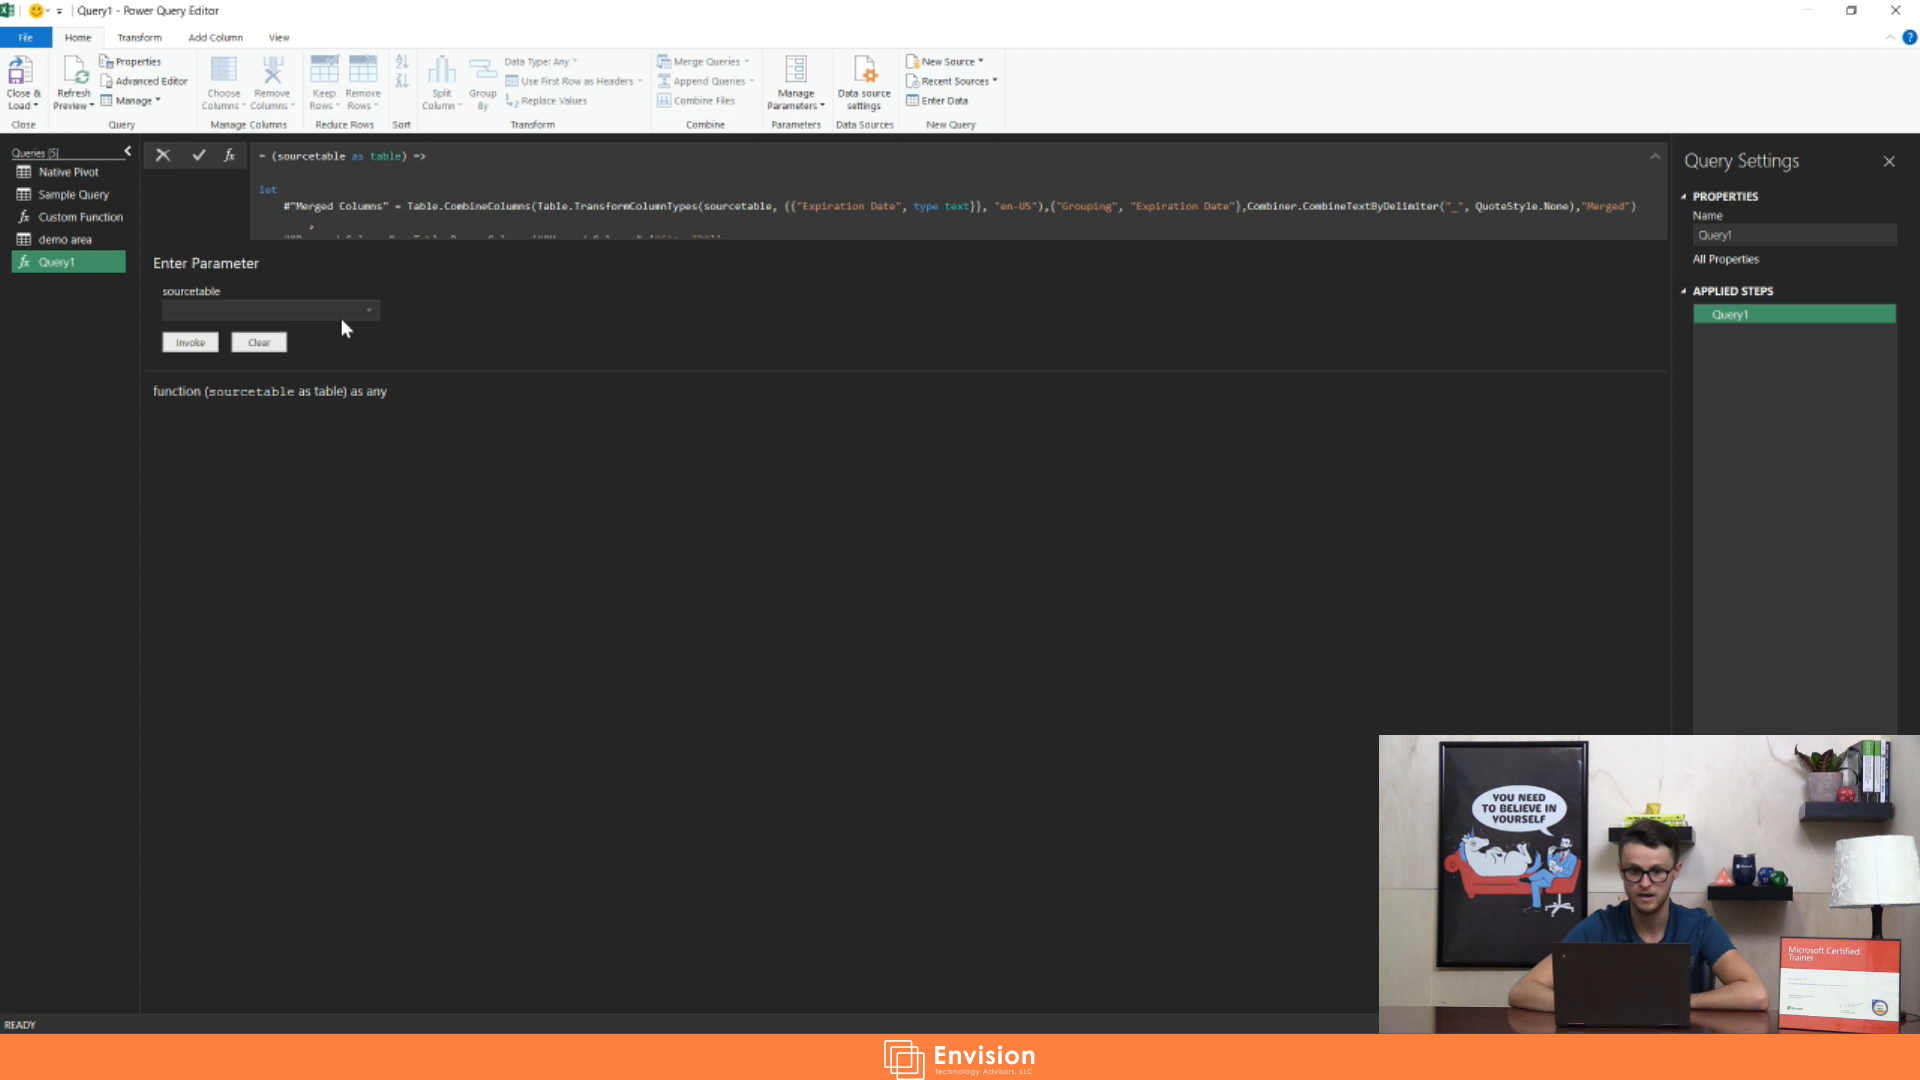 Query1 - Power Query Editor
File Home Transform Add Column View
Close & Load
Refresh Preview
Properties
Advanced Editor
Manage
Choose Columns
Remove Columns
Keep Rows
Remove Rows
Split Column
Group By
Data Type: Any
Use First Row as Headers
Replace Values
Merge Queries
Append Queries
Combine Files
Manage Parameters
Data source settings
New Source
Recent Sources
Enter Data
Close Query Manage Columns Reduce Rows Sort Transform Combine Parameters Data Sources New Query
Queries [5]
Native Pivot
Sample Query
fx Custom Function
demo area
fx Query1
fx
= (sourcetable as table) =>
let
#"Merged Columns" = Table.CombineColumns(Table.TransformColumnTypes(sourcetable, {{"Expiration Date", type text}}, "en-US"),{"Grouping", "Expiration Date"},Combiner.CombineTextByDelimiter("_", QuoteStyle.None),"Merged")
,
Enter Parameter
sourcetable
Invoke Clear
function (sourcetable as table) as any
Query Settings
PROPERTIES
Name
Query1
All Properties
APPLIED STEPS
Query1
YOU NEED
TO BELIEVE IN
YOURSELF
Microsoft Certified
Trainer
READY
Envision
Technology Advisors, LLC